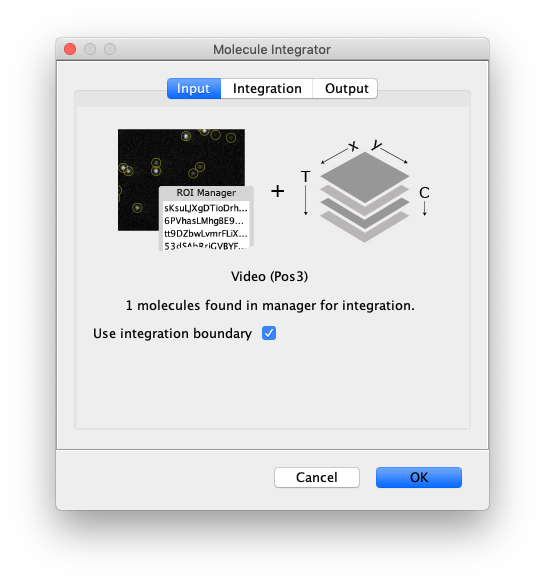 Molecule Integrator
Input Integration Output
x y
T
C
ROI Manager
sKsuLJXgDTioDrh...
6PVhasLMhgBE9...
tt9DZbwLvmrFLiX...
+
Video (Pos3)
1 molecules found in manager for integration.
Use integration boundary
Cancel OK